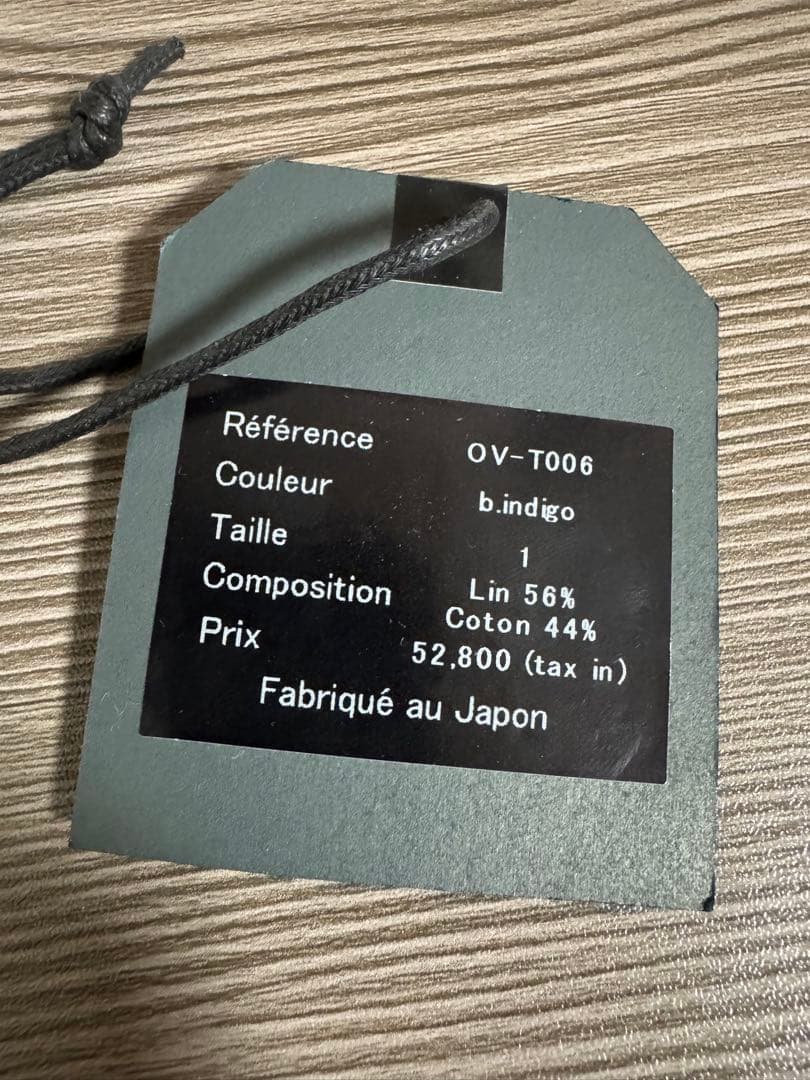 Référence OV-T006
Couleur b.indigo
Taille 1
Composition Lin 56%
Coton 44%
Prix 52,800 (tax in)
Fabriqué au Japon